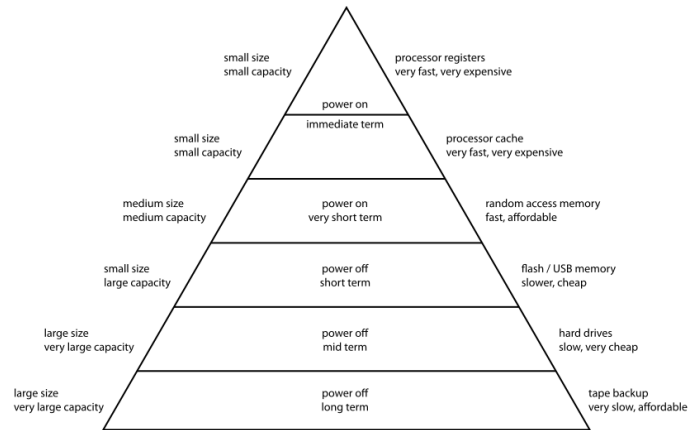 small size
small capacity
processor registers
very fast, very expensive
power on
immediate term
small size
small capacity
processor cache
very fast, very expensive
medium size
medium capacity
power on
very short term
random access memory
fast, affordable
small size
large capacity
power off
short term
flash / USB memory
slower, cheap
large size
very large capacity
power off
mid term
hard drives
slow, very cheap
large size
very large capacity
power off
long term
tape backup
very slow, affordable